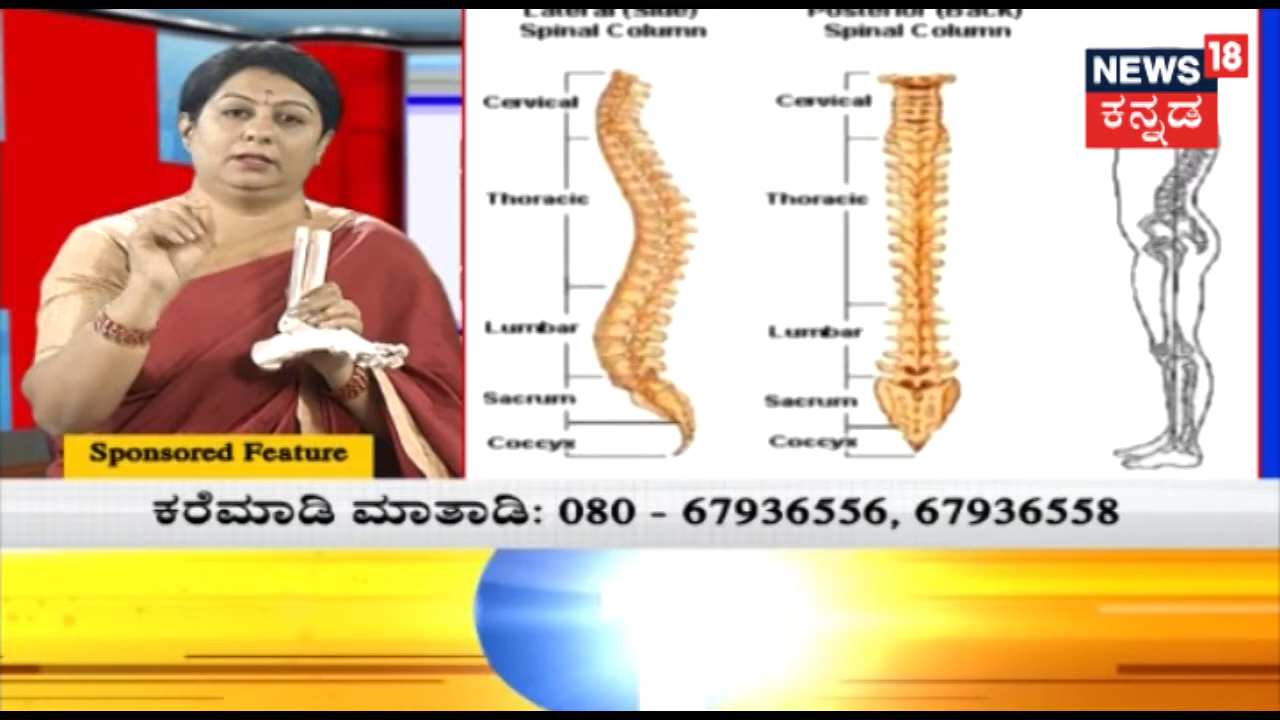 Lateral (Side)
Spinal Column
Cervical
Thoracic
Lumbar
Sacrum
Coccyx
Posterior (Back)
Spinal Column
Cervical
Thoracic
Lumbar
Sacrum
Coccyx
NEWS 18
ಕನ್ನಡ
Sponsored Feature
ಕರೆಮಾಡಿ ಮಾತಾಡಿ: 080 - 67936556, 67936558